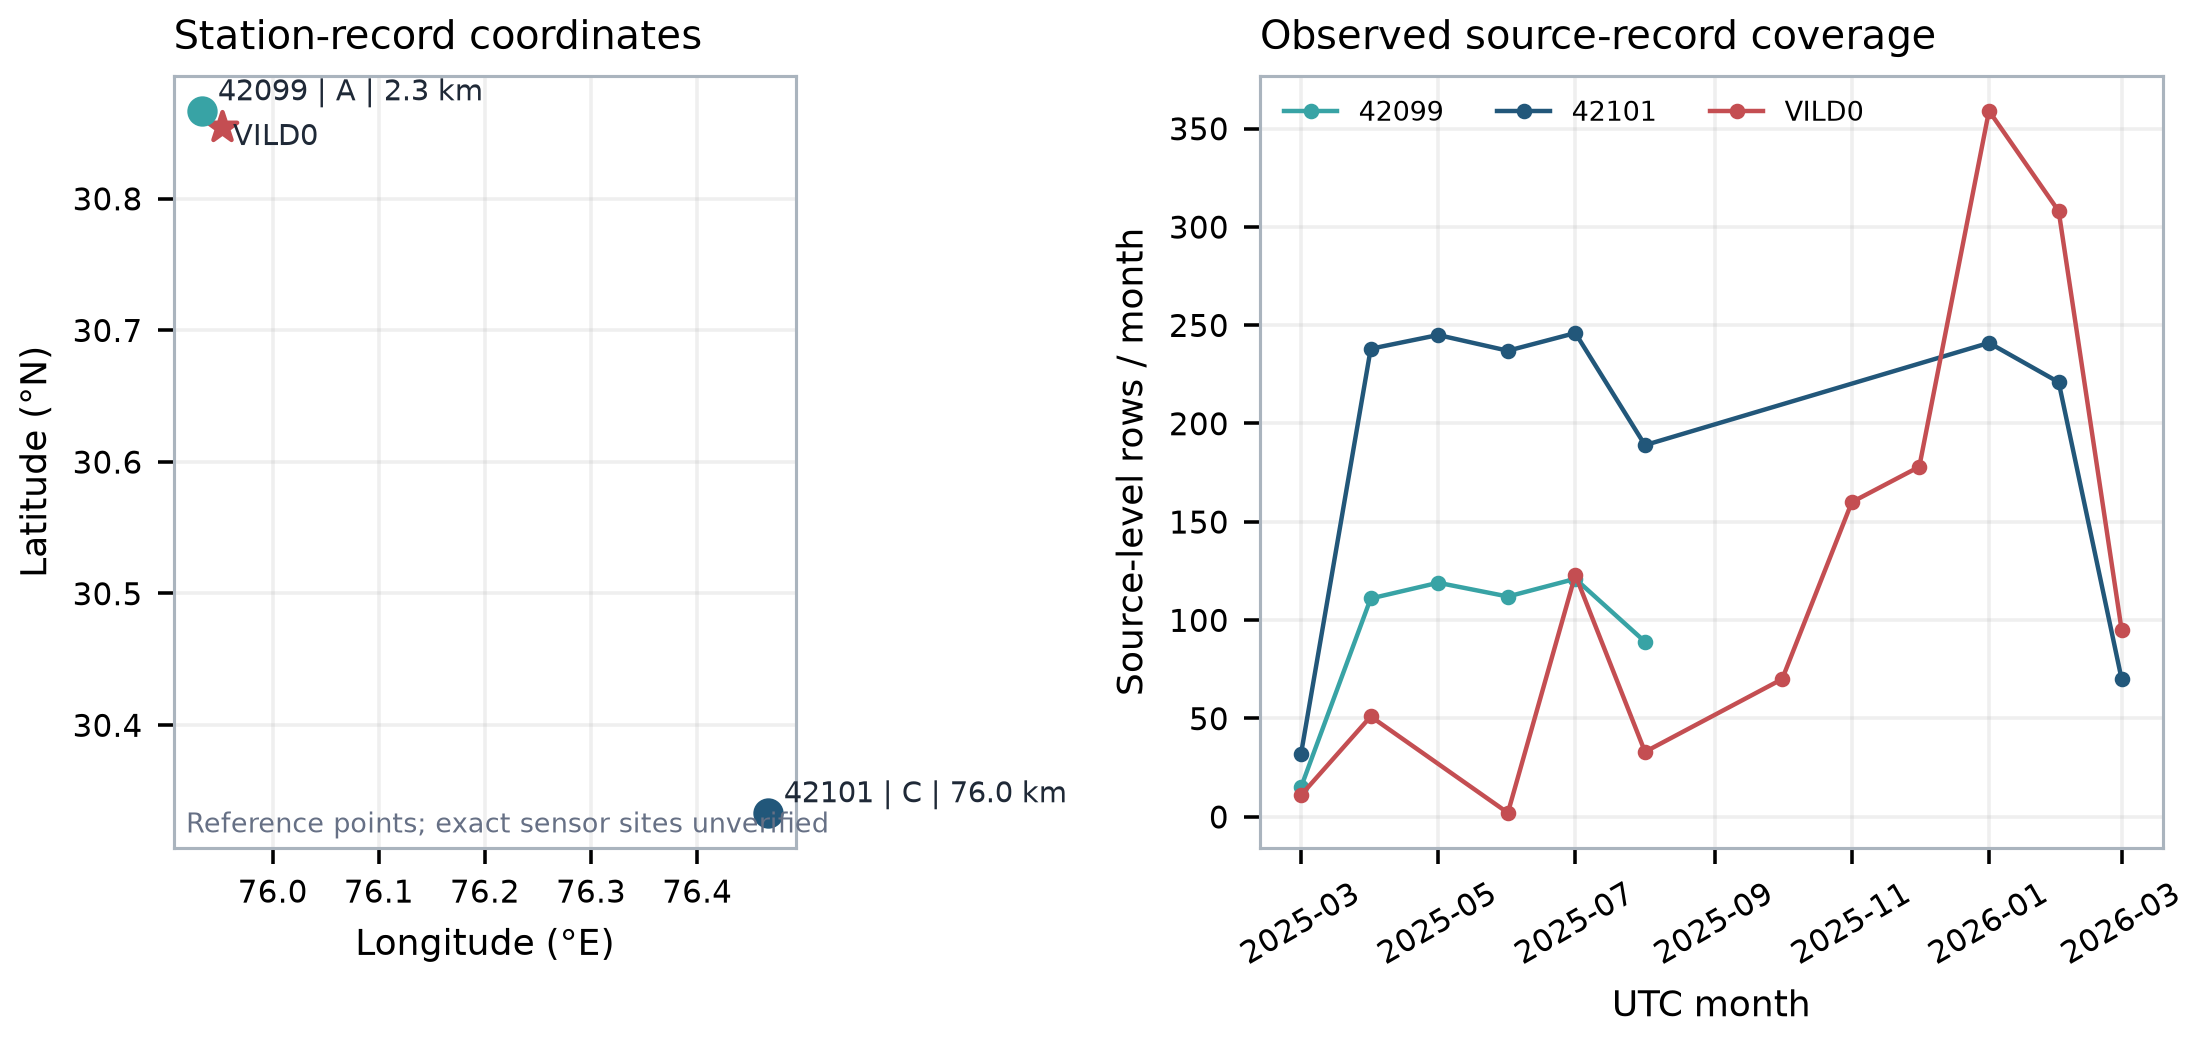 Station-record coordinates
42099 | A | 2.3 km
VILD0
42101 | C | 76.0 km
Reference points; exact sensor sites unverified
30.8
30.7
30.6
30.5
30.4
Latitude (°N)
76.0 76.1 76.2 76.3 76.4
Longitude (°E)
Observed source-record coverage
42099 42101 VILD0
350
300
250
200
150
100
50
0
Source-level rows / month
2025-03 2025-05 2025-07 2025-09 2025-11 2026-01 2026-03
UTC month